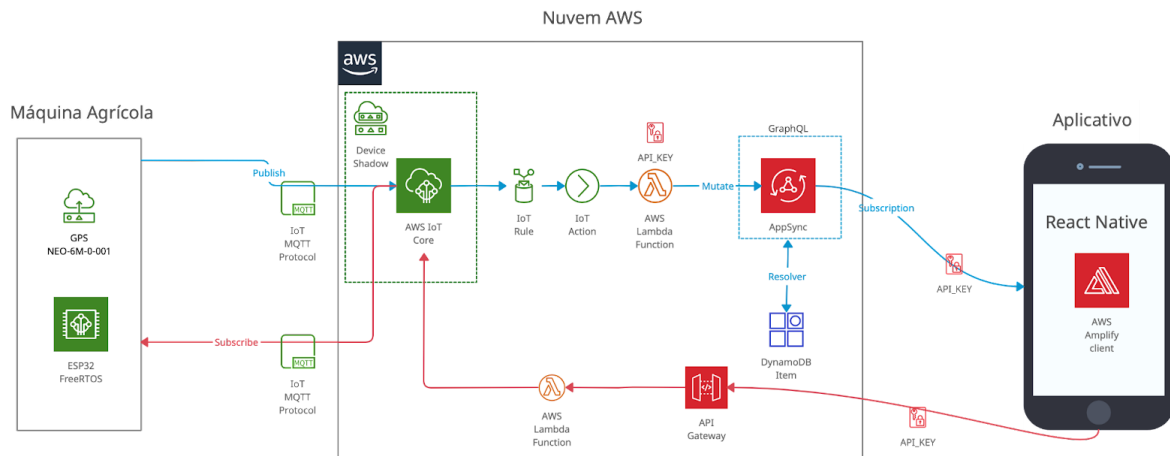 Nuvem AWS
aws
Máquina Agrícola
GPS
NEO-6M-0-001
ESP32
FreeRTOS
Publish
MQTT
IoT
MQTT
Protocol
Subscribe
MQTT
IoT
MQTT
Protocol
Device
Shadow
AWS IoT
Core
IoT
Rule
IoT
Action
API_KEY
AWS
Lambda
Function
Mutate
GraphQL
AppSync
Resolver
DynamoDB
Item
Subscription
API_KEY
AWS
Lambda
Function
API
Gateway
API_KEY
Aplicativo
React Native
AWS
Amplify
client